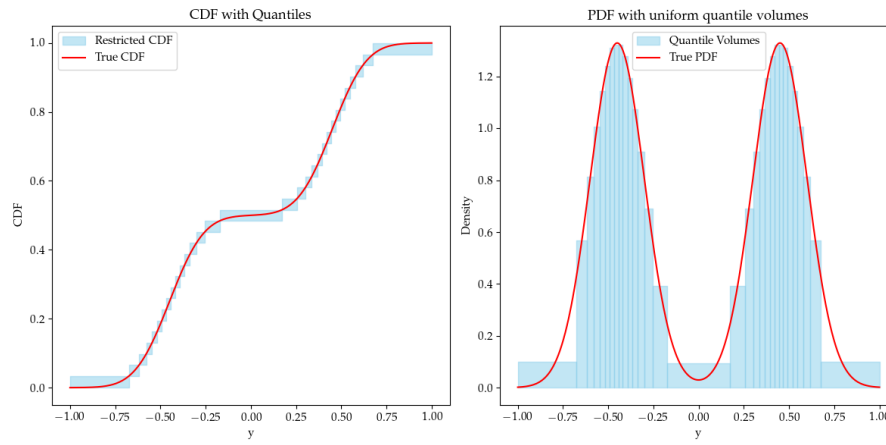 CDF with Quantiles
Restricted CDF
True CDF
1.0
0.8
0.6
0.4
0.2
0.0
CDF
−1.00 −0.75 −0.50 −0.25 0.00 0.25 0.50 0.75 1.00
y
PDF with uniform quantile volumes
Quantile Volumes
True PDF
1.2
1.0
0.8
0.6
0.4
0.2
0.0
Density
−1.00 −0.75 −0.50 −0.25 0.00 0.25 0.50 0.75 1.00
y